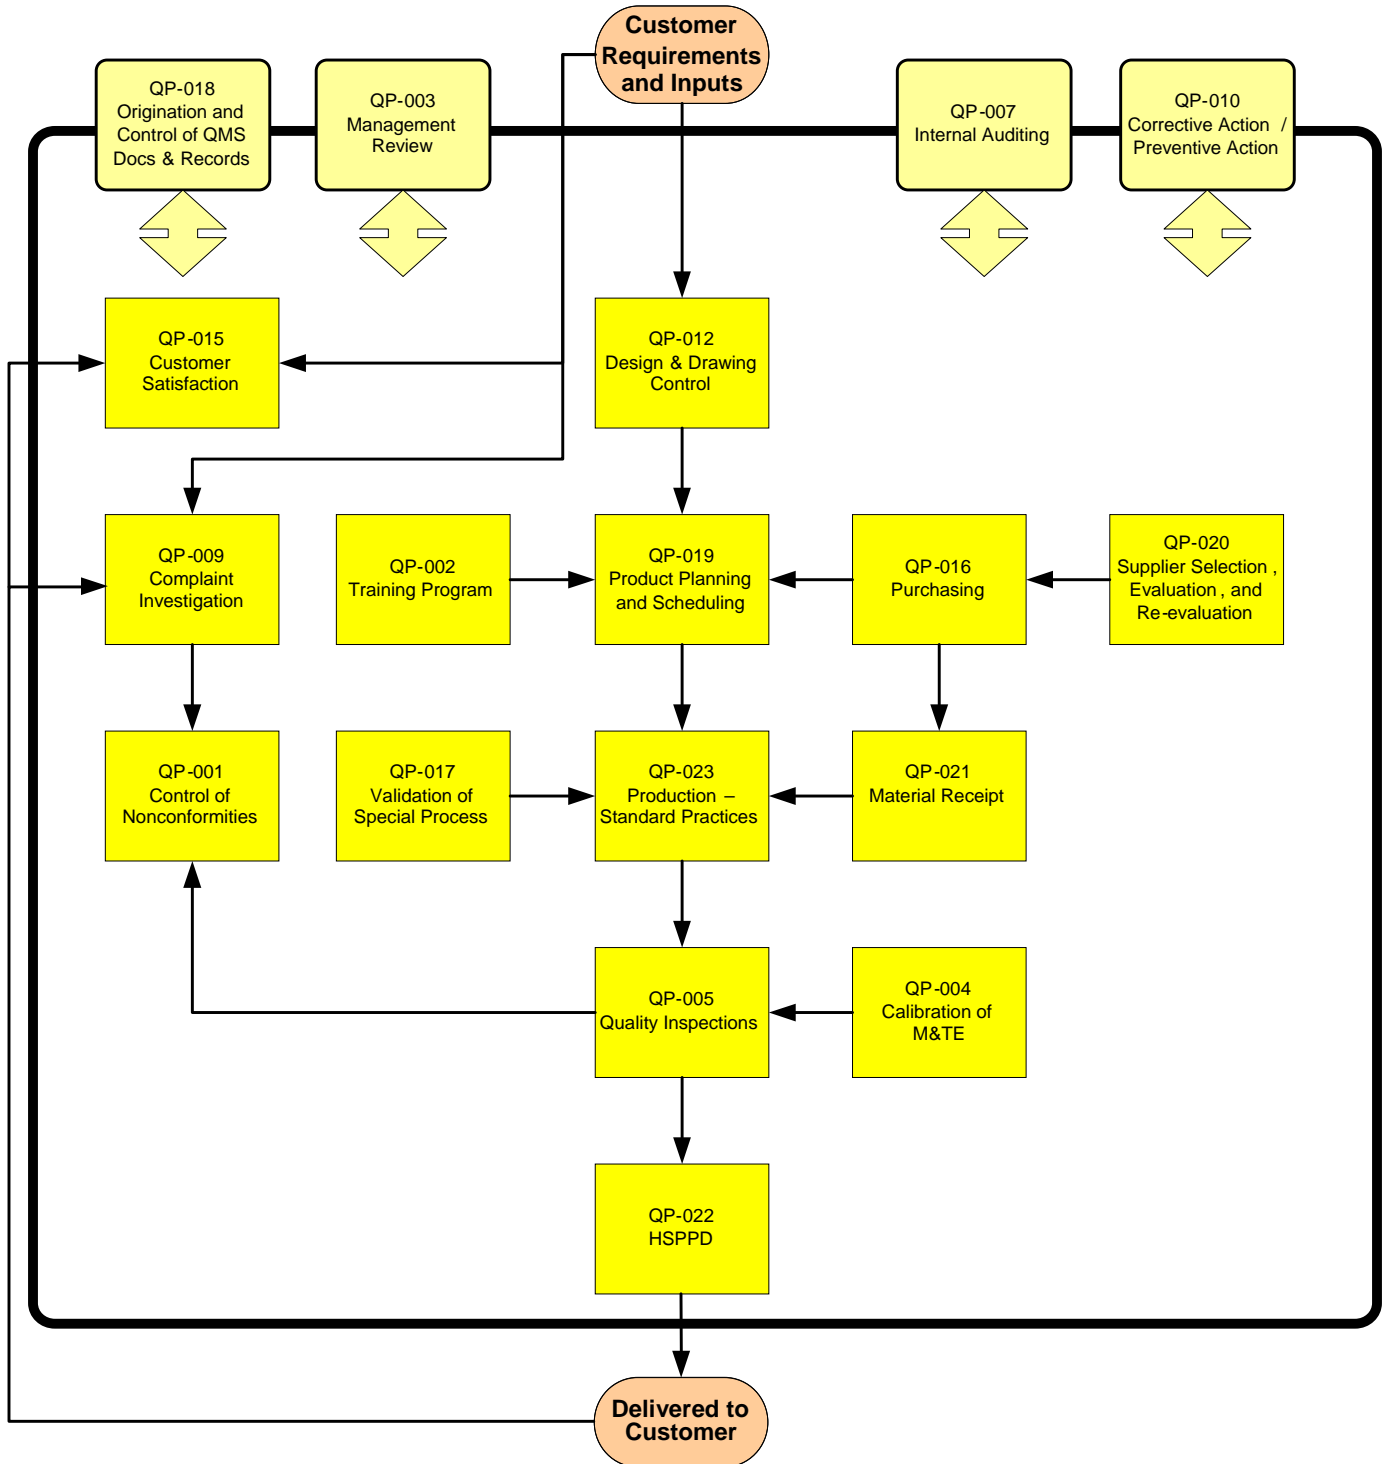 Customer
Requirements
and Inputs
QP-018
Origination and
Control of QMS
Docs & Records
QP-003
Management
Review
QP-007
Internal Auditing
QP-010
Corrective Action /
Preventive Action
QP-015
Customer
Satisfaction
QP-012
Design & Drawing
Control
QP-009
Complaint
Investigation
QP-002
Training Program
QP-019
Product Planning
and Scheduling
QP-016
Purchasing
QP-020
Supplier Selection ,
Evaluation , and
Re-evaluation
QP-001
Control of
Nonconformities
QP-017
Validation of
Special Process
QP-023
Production –
Standard Practices
QP-021
Material Receipt
QP-005
Quality Inspections
QP-004
Calibration of
M&TE
QP-022
HSPPD
Delivered to
Customer